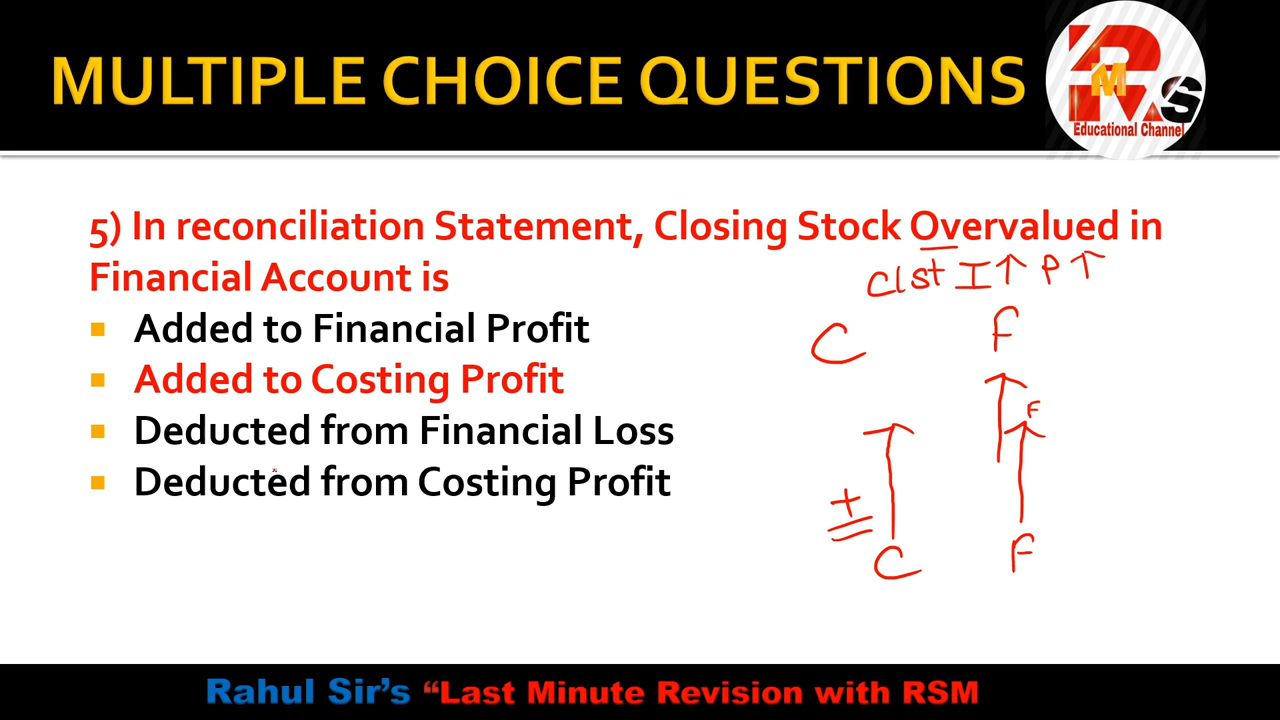 MULTIPLE CHOICE QUESTIONS
RMS
Educational Channel
5) In reconciliation Statement, Closing Stock Overvalued in
Financial Account is
Clst I↑ P↑
Added to Financial Profit
Added to Costing Profit
Deducted from Financial Loss
Deducted from Costing Profit
C F
F
+
C F
Rahul Sir's "Last Minute Revision with RSM